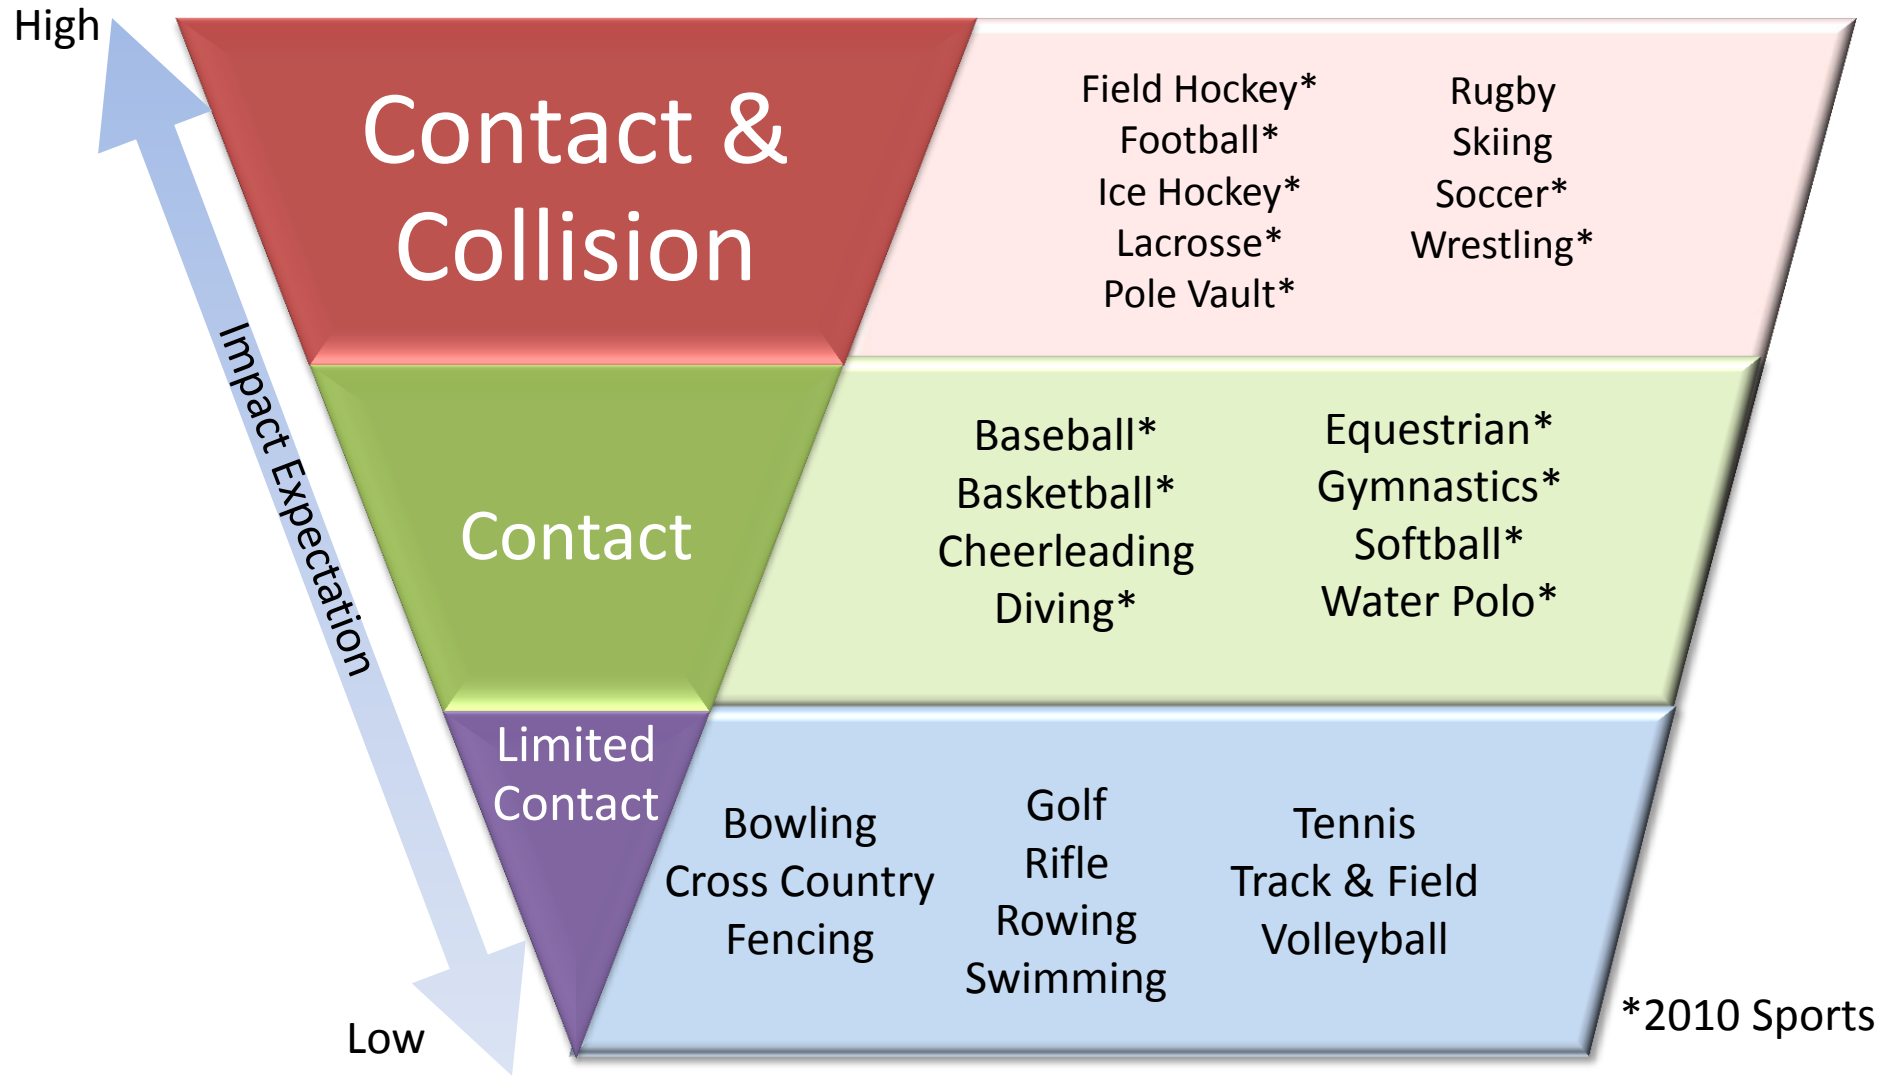 High
Contact &
Collision
Field Hockey*
Football*
Ice Hockey*
Lacrosse*
Pole Vault*
Rugby
Skiing
Soccer*
Wrestling*
Impact Expectation
Contact
Baseball*
Basketball*
Cheerleading
Diving*
Equestrian*
Gymnastics*
Softball*
Water Polo*
Limited
Contact
Bowling
Cross Country
Fencing
Golf
Rifle
Rowing
Swimming
Tennis
Track & Field
Volleyball
Low
*2010 Sports